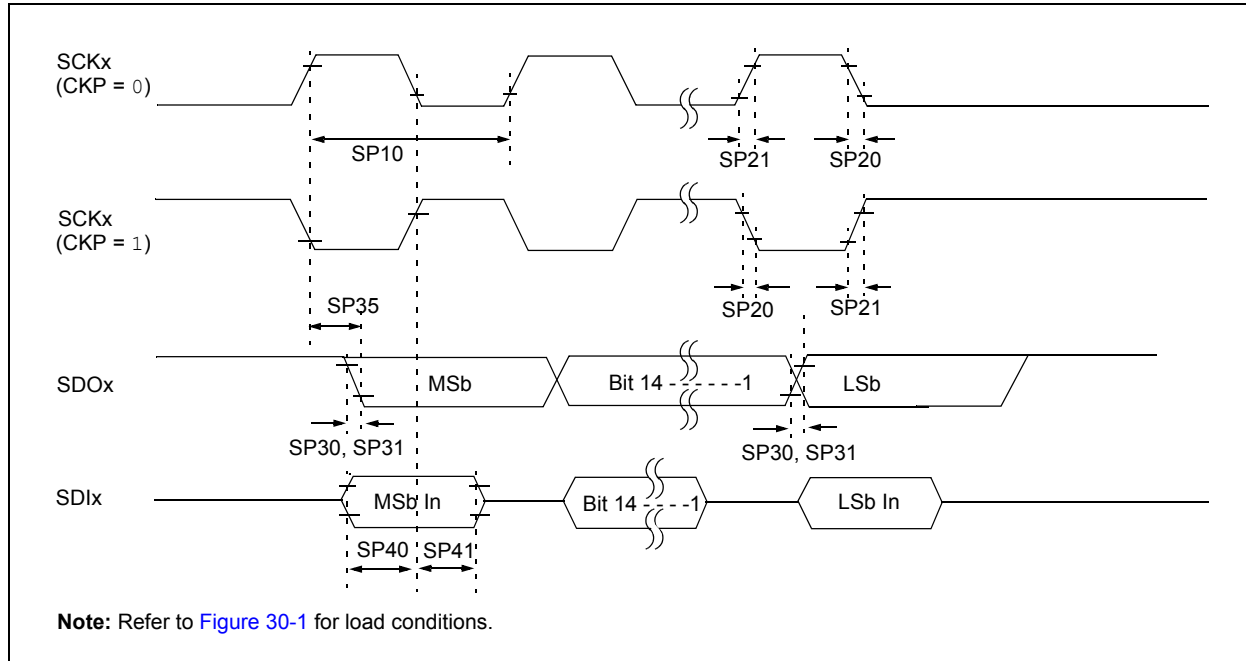 SCKx
(CKP = 0)
SP10
SP21
SP20
SCKx
(CKP = 1)
SP35
SP20
SP21
SDOx
MSb
Bit 14 - - - - - -1
LSb
SP30, SP31
SP30, SP31
SDIx
MSb In
Bit 14 - - - -1
LSb In
SP40
SP41
Note: Refer to Figure 30-1 for load conditions.